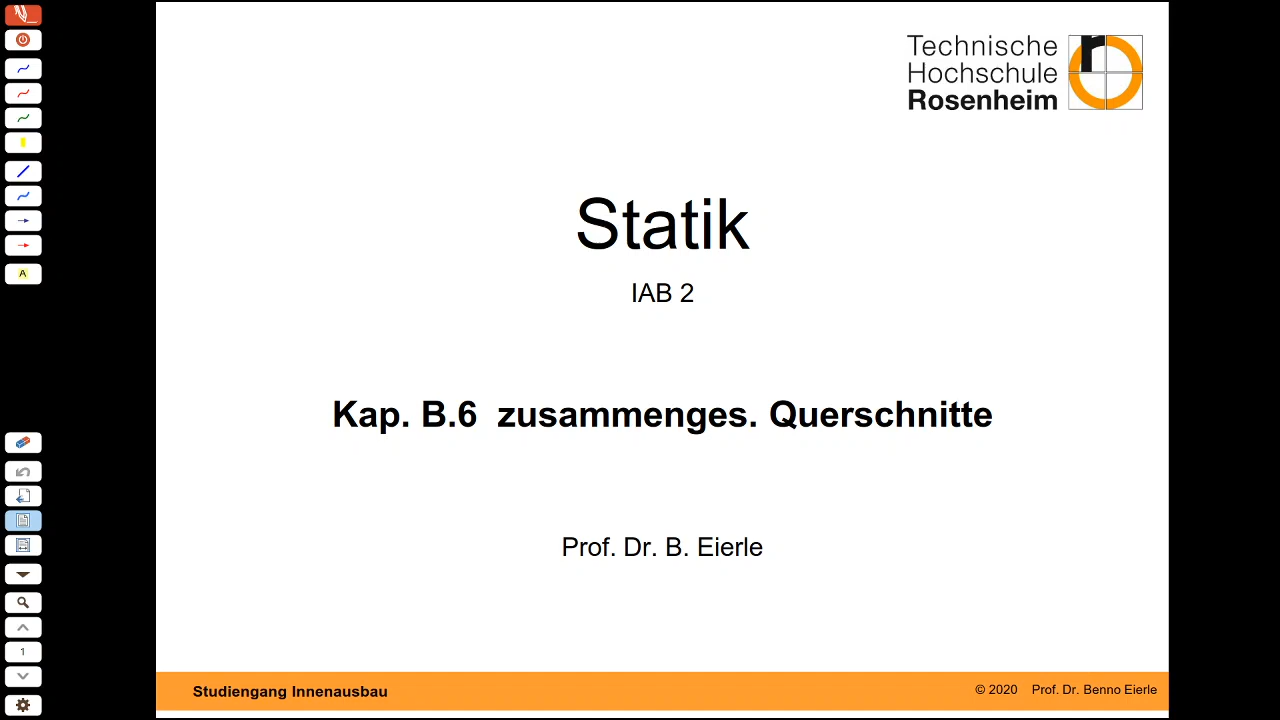 Technische
Hochschule
Rosenheim
Statik
IAB 2
Kap. B.6 zusammenges. Querschnitte
Prof. Dr. B. Eierle
Studiengang Innenausbau
© 2020 Prof. Dr. Benno Eierle
A
1